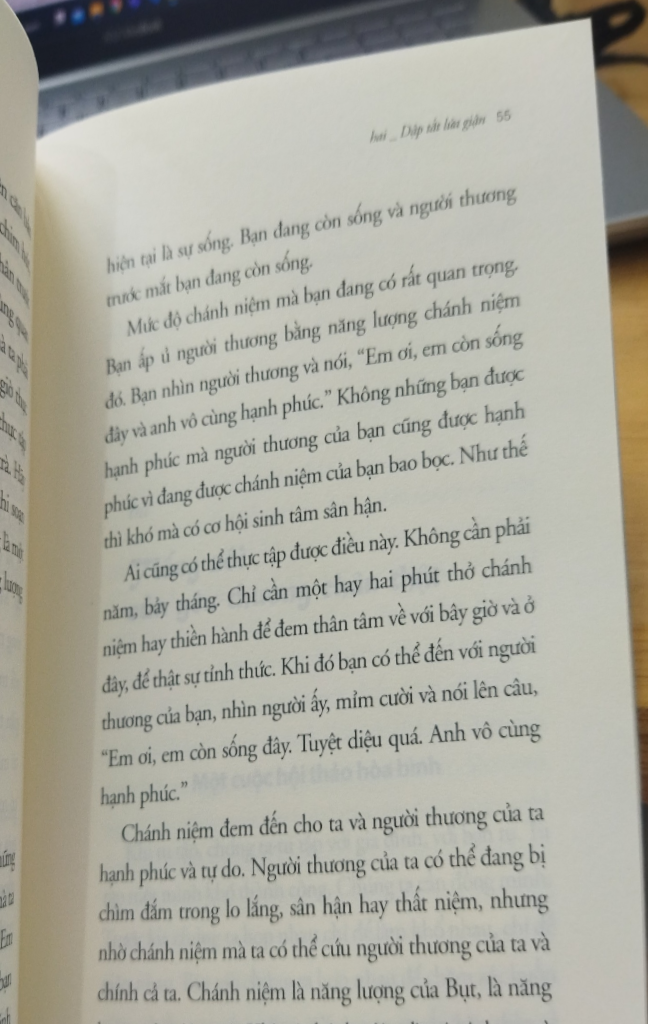 hai _ Dập tắt lửa giận 55
hiện tại là sự sống. Bạn đang còn sống và người thương
trước mắt bạn đang còn sống.
Mức độ chánh niệm mà bạn đang có rất quan trọng.
Bạn ấp ủ người thương bằng năng lượng chánh niệm
đó. Bạn nhìn người thương và nói, “Em ơi, em còn sống
đây và anh vô cùng hạnh phúc.” Không những bạn được
hạnh phúc mà người thương của bạn cũng được hạnh
phúc vì đang được chánh niệm của bạn bao bọc. Như thế
thì khó mà có cơ hội sinh tâm sân hận.
Ai cũng có thể thực tập được điều này. Không cần phải
năm, bảy tháng. Chỉ cần một hay hai phút thở chánh
niệm hay thiền hành để đem thân tâm về với bây giờ và ở
đây, để thật sự tỉnh thức. Khi đó bạn có thể đến với người
thương của bạn, nhìn người ấy, mỉm cười và nói lên câu,
“Em ơi, em còn sống đây. Tuyệt diệu quá. Anh vô cùng
hạnh phúc.”
Chánh niệm đem đến cho ta và người thương của ta
hạnh phúc và tự do. Người thương của ta có thể đang bị
chìm đắm trong lo lắng, sân hận hay thất niệm, nhưng
nhờ chánh niệm mà ta có thể cứu người thương của ta và
chính cả ta. Chánh niệm là năng lượng của Bụt, là năng